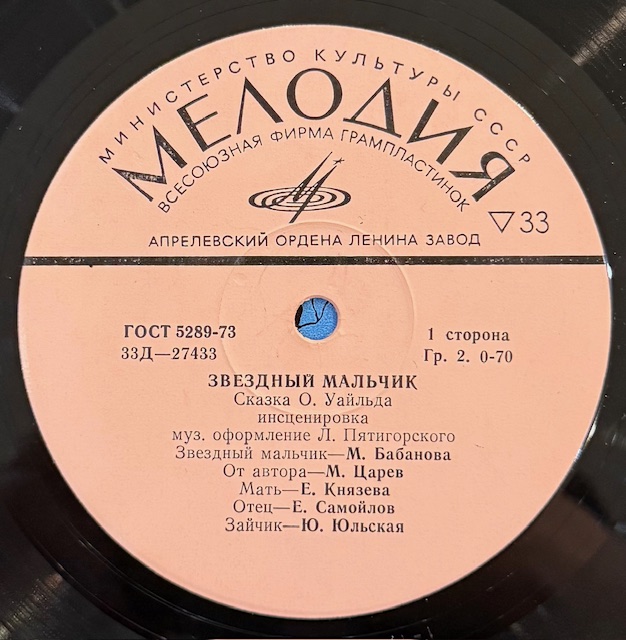 МИНИСТЕРСТВО КУЛЬТУРЫ СССР
МЕЛОДИЯ
ВСЕСОЮЗНАЯ ФИРМА ГРАМПЛАСТИНОК
▽33
АПРЕЛЕВСКИЙ ОРДЕНА ЛЕНИНА ЗАВОД
ГОСТ 5289-73
33Д—27433
1 сторона
Гр. 2. 0-70
ЗВЕЗДНЫЙ МАЛЬЧИК
Сказка О. Уайльда
инсценировка
муз. оформление Л. Пятигорского
Звездный мальчик—М. Бабанова
От автора—М. Царев
Мать—Е. Князева
Отец—Е. Самойлов
Зайчик—Ю. Юльская